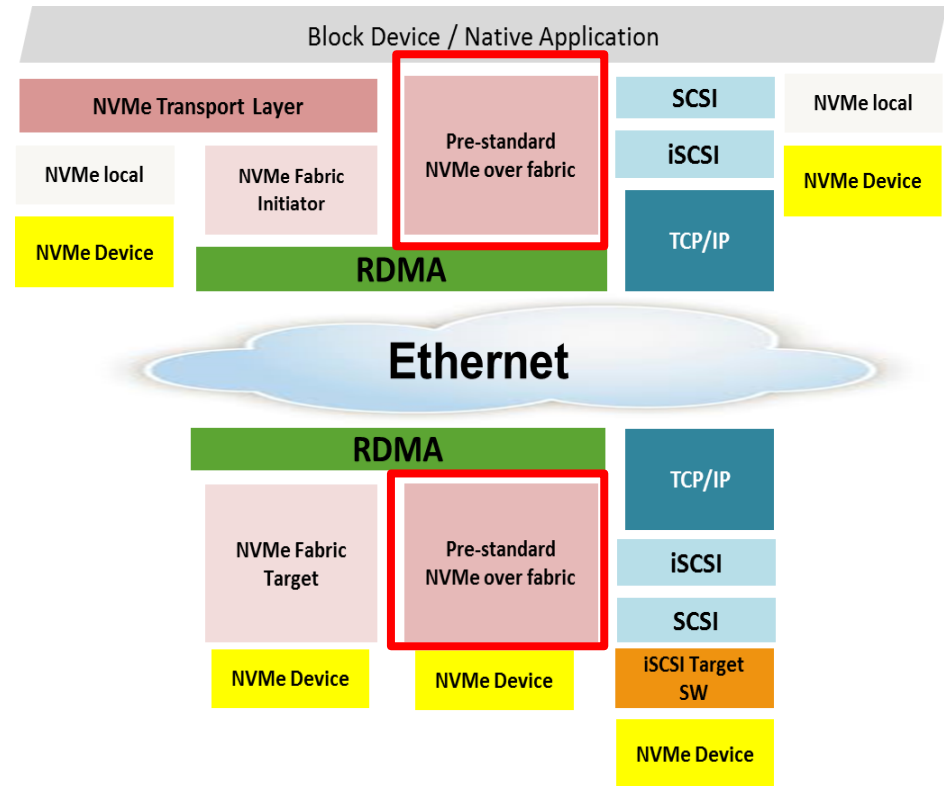 Block Device / Native Application
NVMe Transport Layer
NVMe local
NVMe Device
NVMe Fabric
Initiator
Pre-standard
NVMe over fabric
RDMA
SCSI
iSCSI
TCP/IP
NVMe local
NVMe Device
Ethernet
RDMA
NVMe Fabric
Target
NVMe Device
Pre-standard
NVMe over fabric
NVMe Device
TCP/IP
iSCSI
SCSI
iSCSI Target
SW
NVMe Device